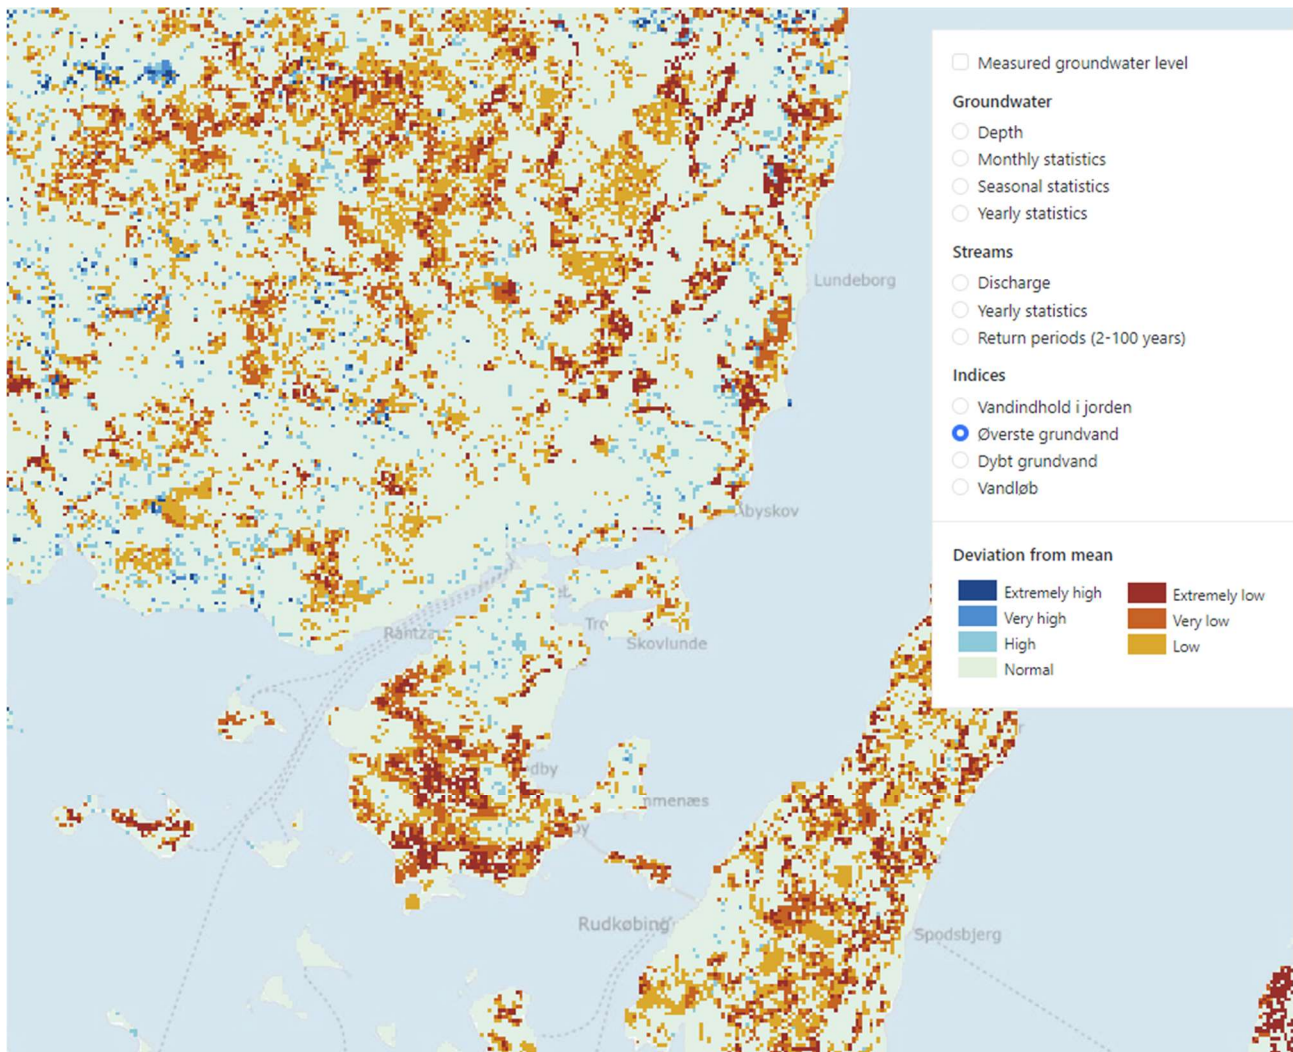 Measured groundwater level
Groundwater
Depth
Monthly statistics
Seasonal statistics
Yearly statistics
Streams
Discharge
Yearly statistics
Return periods (2-100 years)
Indices
Vandindhold i jorden
Øverste grundvand
Dybt grundvand
Vandløb
Deviation from mean
Extremely high
Very high
High
Normal
Extremely low
Very low
Low
Lundeborg
Skovlunde
Rudkøbing
Spodsbjerg